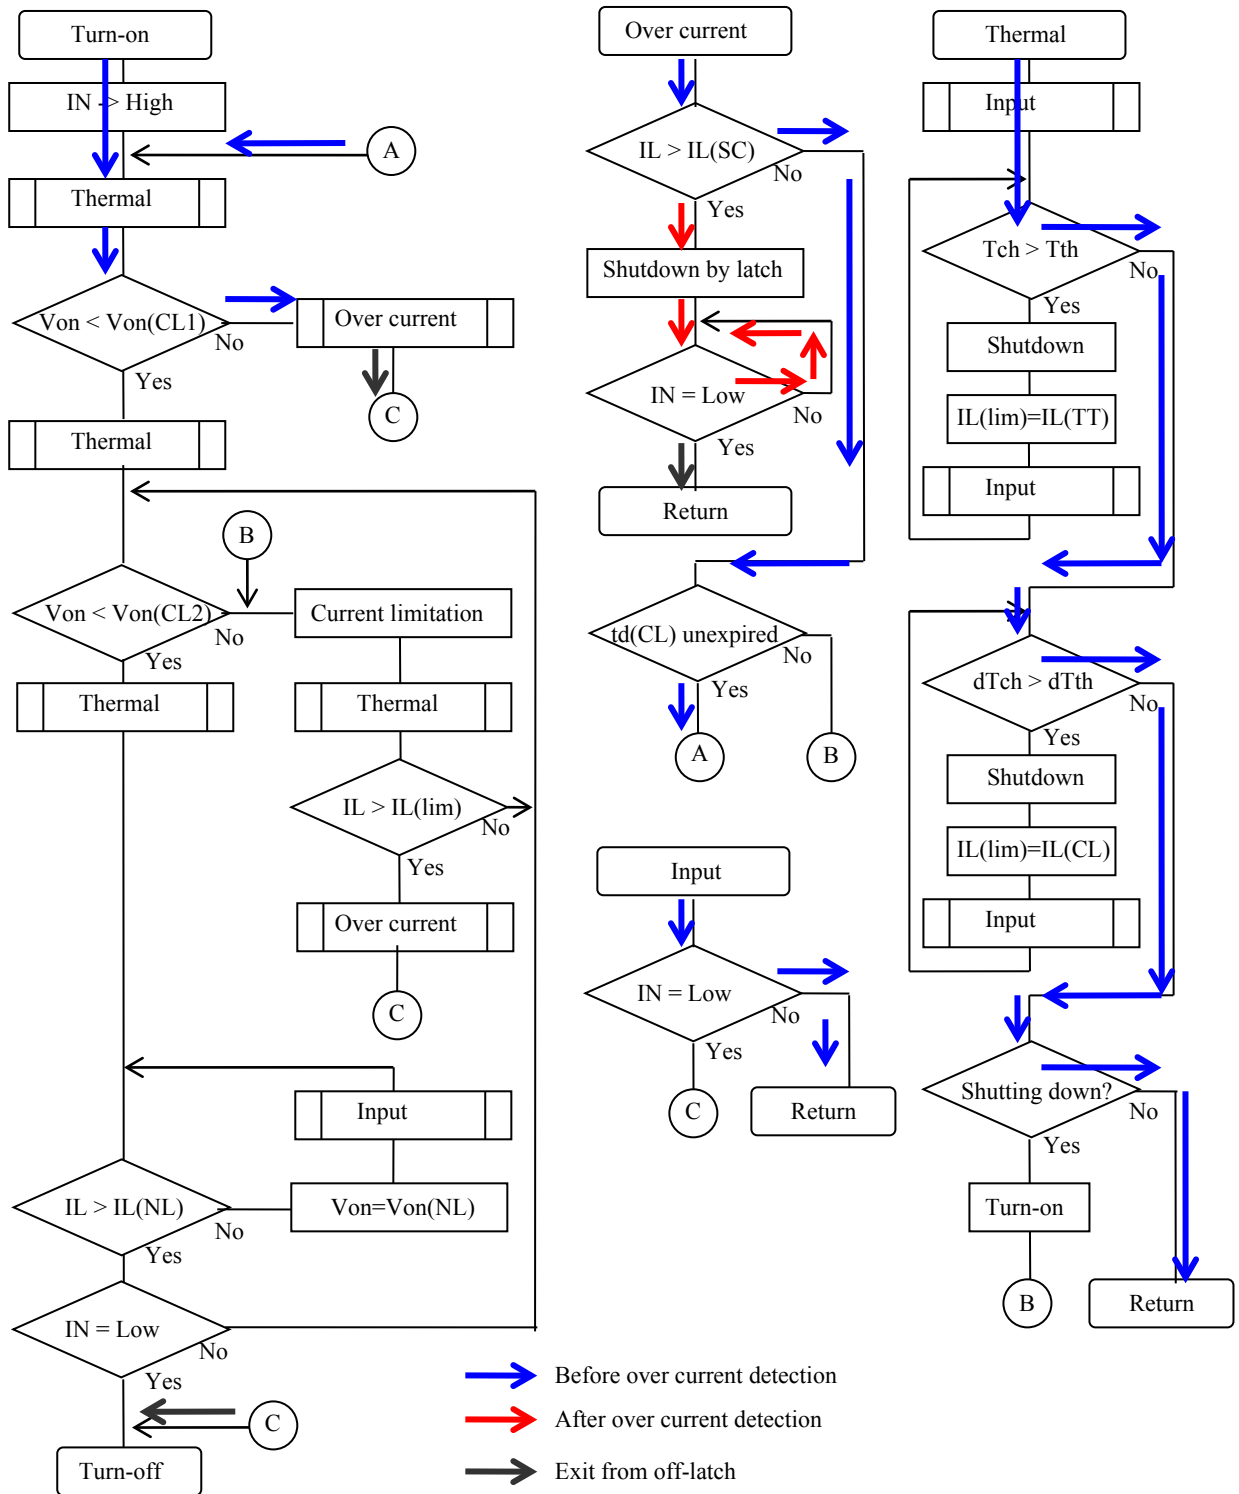 Turn-on
IN -> High
A
Thermal
Von < Von(CL1)
No
Yes
Over current
C
Thermal
B
Von < Von(CL2)
No
Yes
Current limitation
Thermal
Thermal
IL > IL(lim)
No
Yes
Over current
C
Input
Von=Von(NL)
IL > IL(NL)
No
Yes
IN = Low
No
Yes
C
Turn-off
Over current
IL > IL(SC)
No
Yes
Shutdown by latch
IN = Low
No
Yes
Return
td(CL) unexpired
No
Yes
A
B
Input
IN = Low
No
Yes
C
Return
Thermal
Input
Tch > Tth
No
Yes
Shutdown
IL(lim)=IL(TT)
Input
dTch > dTth
No
Yes
Shutdown
IL(lim)=IL(CL)
Input
Shutting down?
No
Yes
Turn-on
B
Return
Before over current detection
After over current detection
Exit from off-latch